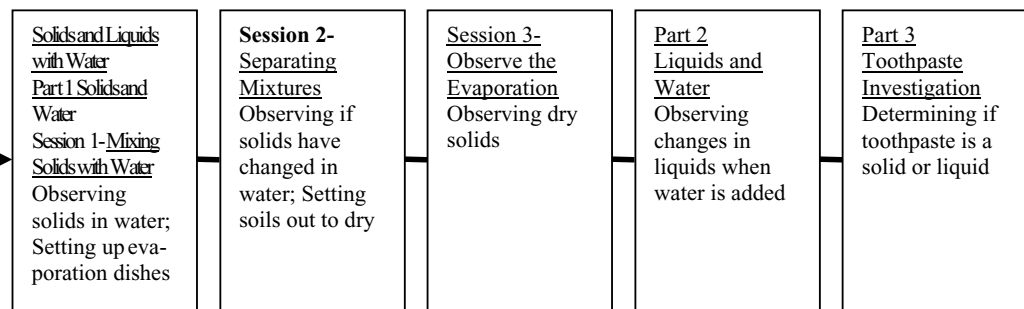 Solids and Liquids
with Water
Part 1 Solids and
Water
Session 1-Mixing
Solids with Water
Observing
solids in water;
Setting up eva-
poration dishes
Session 2-
Separating
Mixtures
Observing if
solids have
changed in
water; Setting
soils out to dry
Session 3-
Observe the
Evaporation
Observing dry
solids
Part 2
Liquids and
Water
Observing
changes in
liquids when
water is added
Part 3
Toothpaste
Investigation
Determining if
toothpaste is a
solid or liquid